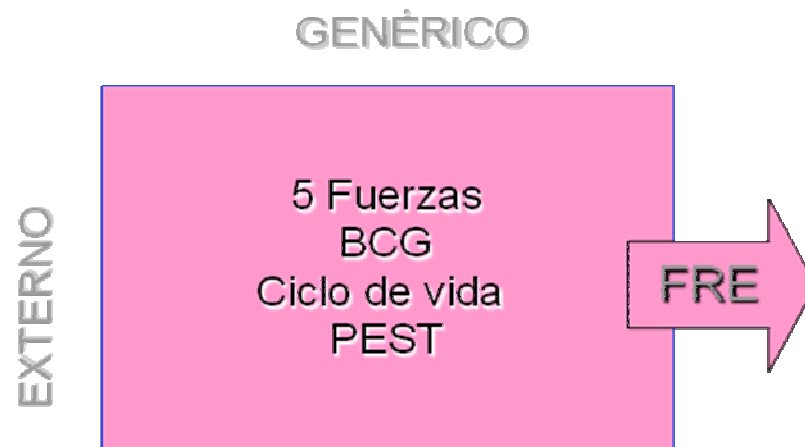 GENÉRICO
EXTERNO
5 Fuerzas
BCG
Ciclo de vida
PEST
FRE